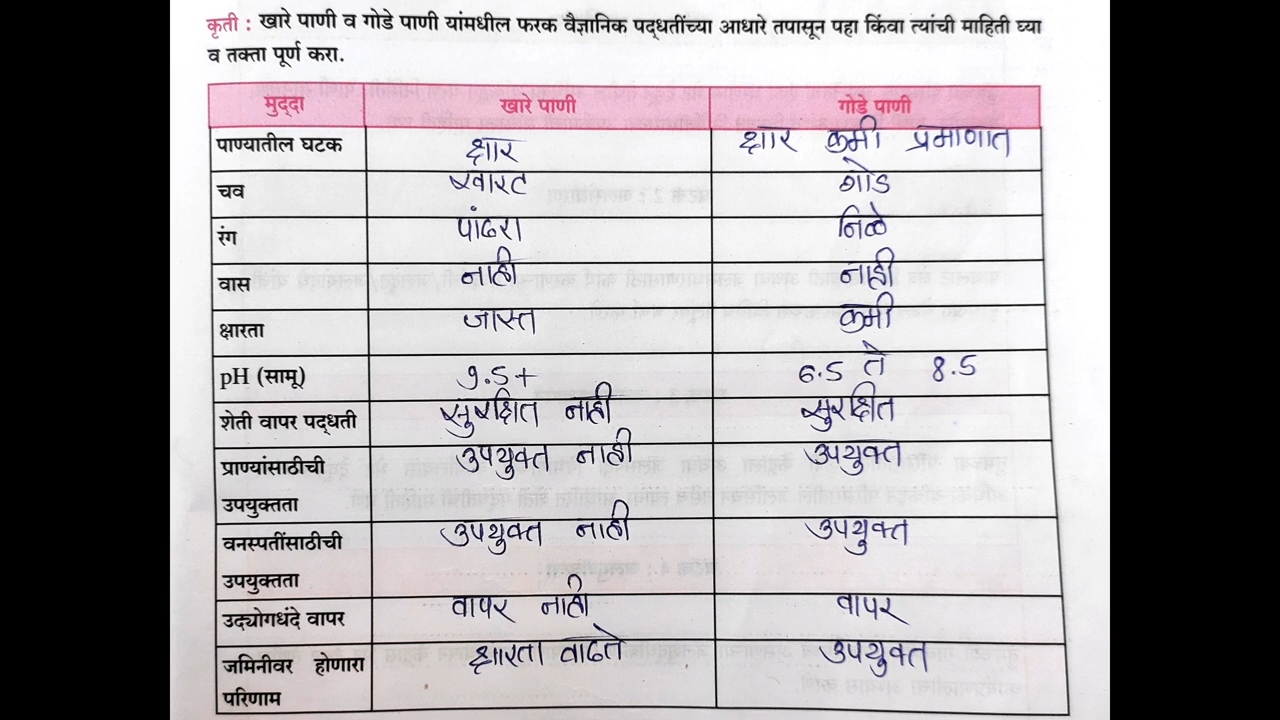 कृती : खारे पाणी व गोडे पाणी यांमधील फरक वैज्ञानिक पद्धतींच्या आधारे तपासून पहा किंवा त्यांची माहिती घ्या
व तक्ता पूर्ण करा.
मुद्दा खारे पाणी गोडे पाणी
पाण्यातील घटक क्षार क्षार कमी प्रमाणात
चव खारट गोड
रंग पांढरा निळे
वास नाही नाही
क्षारता जास्त कमी
pH (सामू) 9.5+ 6.5 ते 8.5
शेती वापर पद्धती सुरक्षित नाही सुरक्षित
प्राण्यांसाठीची उपयुक्त नाही उपयुक्त
उपयुक्तता
वनस्पतींसाठीची उपयुक्त नाही उपयुक्त
उपयुक्तता
उद्योगधंदे वापर वापर नाही वापर
जमिनीवर होणारा क्षारता वाढते उपयुक्त
परिणाम